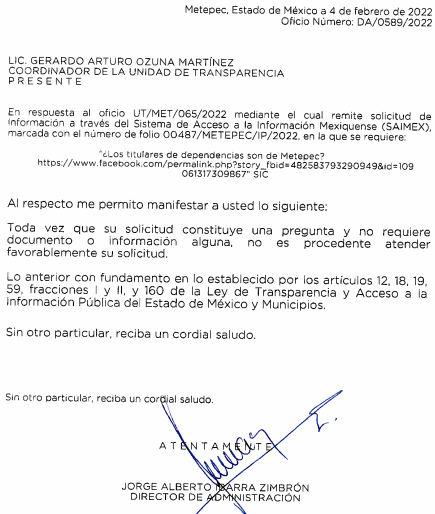 Metepec, Estado de México a 4 de febrero de 2022
Oficio Número: DA/0589/2022
LIC. GERARDO ARTURO OZUNA MARTÍNEZ
COORDINADOR DE LA UNIDAD DE TRANSPARENCIA
P R E S E N T E
En respuesta al oficio UT/MET/065/2022 mediante el cual remite solicitud de
información a través del Sistema de Acceso a la Información Mexiquense (SAIMEX),
marcada con el número de folio 00487/METEPEC/IP/2022, en la que se requiere:
"¿Los titulares de dependencias son de Metepec?
https://www.facebook.com/permalink.php?story_fbid=482583793290949&id=109
061317309867" SIC
Al respecto me permito manifestar a usted lo siguiente:
Toda vez que su solicitud constituye una pregunta y no requiere
documento o información alguna, no es procedente atender
favorablemente su solicitud.
Lo anterior con fundamento en lo establecido por los artículos 12, 18, 19,
59, fracciones I y II, y 160 de la Ley de Transparencia y Acceso a la
Información Pública del Estado de México y Municipios.
Sin otro particular, reciba un cordial saludo.
Sin otro particular, reciba un cordial saludo.
A T E N T A M E N T E
JORGE ALBERTO IBARRA ZIMBRÓN
DIRECTOR DE ADMINISTRACIÓN